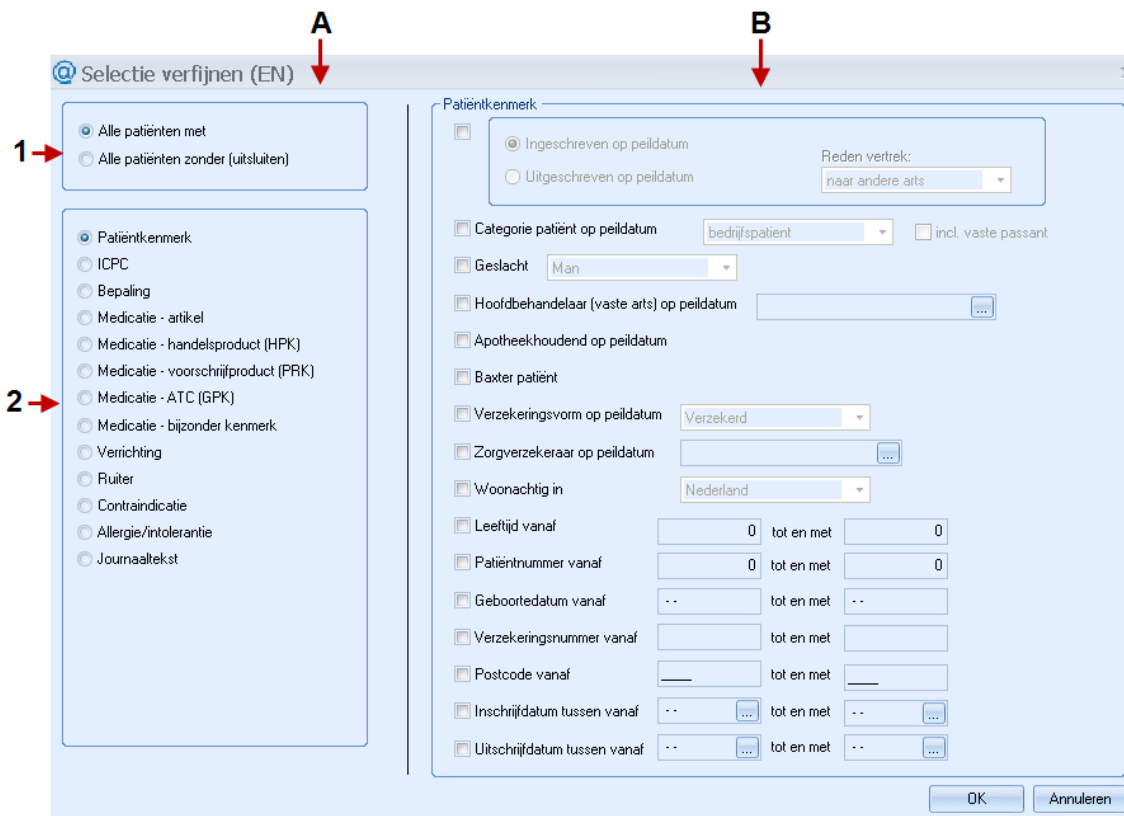 A
B
@ Selectie verfijnen (EN)
1
Alle patiënten met
Alle patiënten zonder (uitsluiten)
2
Patiëntkenmerk
ICPC
Bepaling
Medicatie - artikel
Medicatie - handelsproduct (HPK)
Medicatie - voorschrijfproduct (PRK)
Medicatie - ATC (GPK)
Medicatie - bijzonder kenmerk
Verrichting
Ruiter
Contraindicatie
Allergie/intolerantie
Journaaltekst
Patiëntkenmerk
Ingeschreven op peildatum
Uitgeschreven op peildatum
Reden vertrek:
naar andere arts
Categorie patiënt op peildatum bedrijfspatient incl. vaste passant
Geslacht Man
Hoofdbehandelaar (vaste arts) op peildatum ...
Apotheekhoudend op peildatum
Baxter patiënt
Verzekeringsvorm op peildatum Verzekerd
Zorgverzekeraar op peildatum ...
Woonachtig in Nederland
Leeftijd vanaf 0 tot en met 0
Patiëntnummer vanaf 0 tot en met 0
Geboortedatum vanaf - - tot en met - -
Verzekeringsnummer vanaf tot en met
Postcode vanaf ____ tot en met ____
Inschrijfdatum tussen vanaf - - ... tot en met - - ...
Uitschrijfdatum tussen vanaf - - ... tot en met - - ...
OK Annuleren